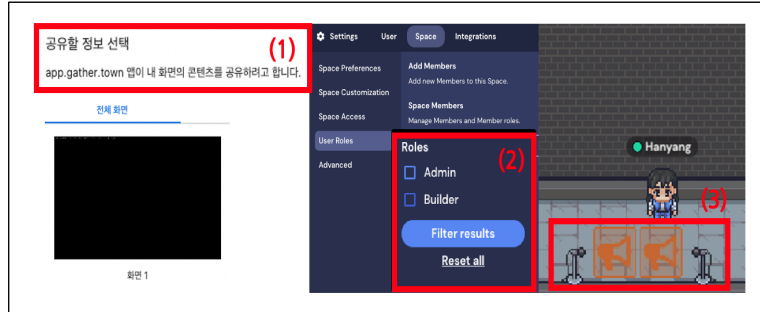 공유할 정보 선택
(1)
app.gather.town 앱이 내 화면의 콘텐츠를 공유하려고 합니다.
전체 화면
화면 1
Settings
User
Space
Integrations
Space Preferences
Space Customization
Space Access
User Roles
Advanced
Add Members
Add new Members to this Space.
Space Members
Manage Members and Member roles.
Roles
(2)
Admin
Builder
Filter results
Reset all
Hanyang
(3)